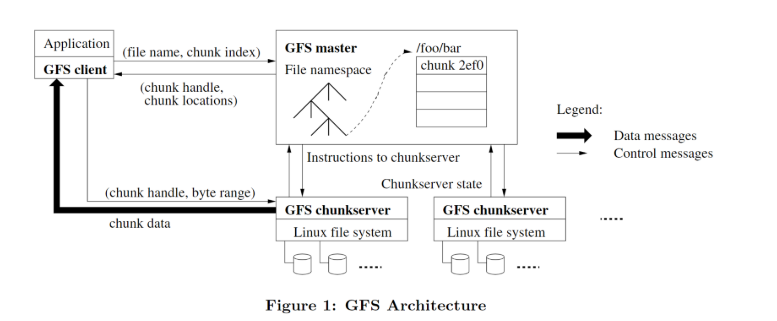 Application
GFS client
(file name, chunk index)
(chunk handle,
chunk locations)
GFS master
File namespace
/foo/bar
chunk 2ef0
Legend:
Data messages
Control messages
Instructions to chunkserver
Chunkserver state
(chunk handle, byte range)
chunk data
GFS chunkserver
Linux file system
GFS chunkserver
Linux file system
Figure 1: GFS Architecture